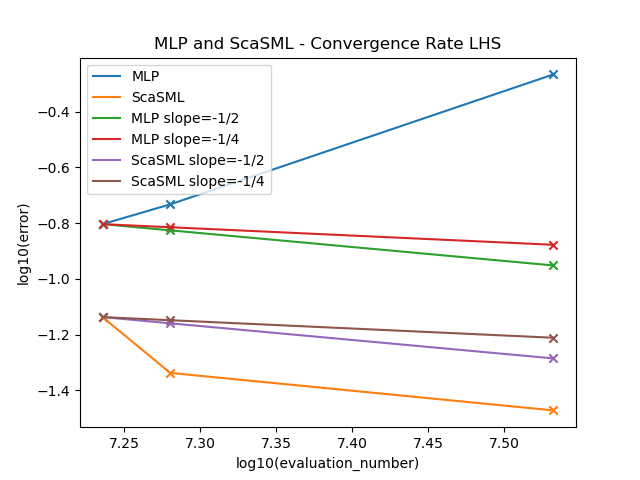 MLP and ScaSML - Convergence Rate LHS
MLP
ScaSML
MLP slope=-1/2
MLP slope=-1/4
ScaSML slope=-1/2
ScaSML slope=-1/4
log10(error)
−0.4
−0.6
−0.8
−1.0
−1.2
−1.4
7.25 7.30 7.35 7.40 7.45 7.50
log10(evaluation_number)